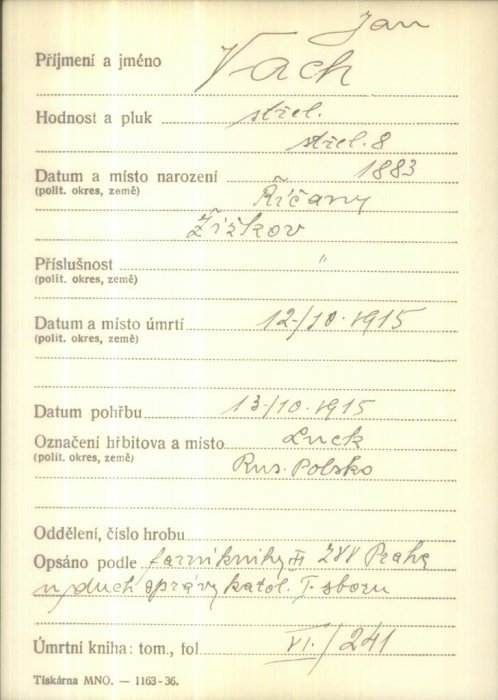 Jan
Příjmení a jméno Vach
Hodnost a pluk střel.
střel. 8
Datum a místo narození 1883
(polit. okres, země) Říčany
Žižkov
Příslušnost "
(polit. okres, země)
Datum a místo úmrtí 12./10. 1915
(polit. okres, země)
Datum pohřbu 13./10. 1915
Označení hřbitova a místo Luck
(polit. okres, země) Rus. Polsko
Oddělení, číslo hrobu
Opsáno podle farní knihy III ZVV Praha
duch. správy katol. I. sboru
Úmrtní kniha: tom., fol VI./241
Tiskárna MNO. — 1163-36.